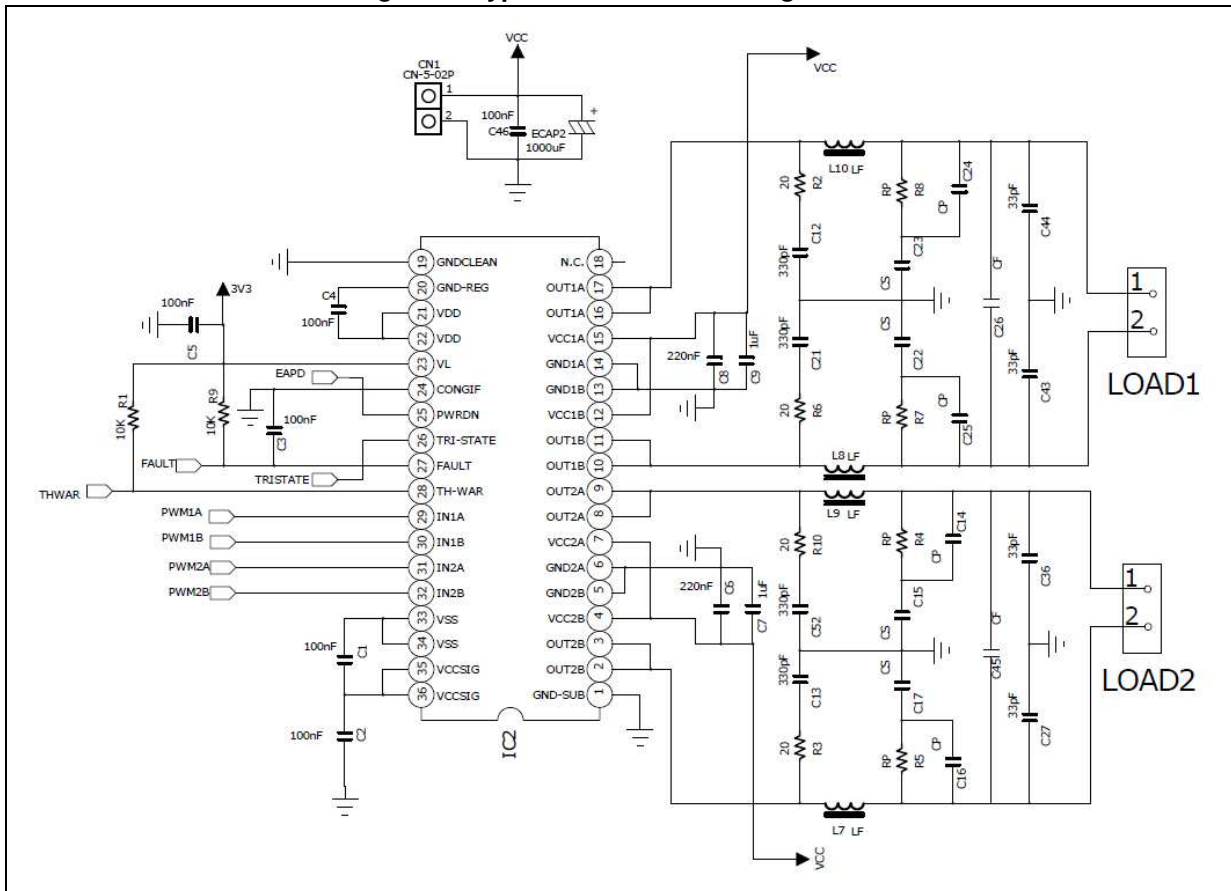 VCC
CN1
CN-5-02P
1
2
100nF
C46
ECAP2
1000uF
+
VCC
L10 LF
20
R2
RP
R8
C24
CP
33pF
C44
330pF
C12
C23
CS
CF
C26
330pF
C21
CS
C22
20
R6
RP
R7
CP
C25
33pF
C43
L8 LF
1
2
LOAD1
19 GNDCLEAN
20 GND-REG
21 VDD
22 VDD
23 VL
24 CONGIF
25 PWRDN
26 TRI-STATE
27 FAULT
28 TH-WAR
29 IN1A
30 IN1B
31 IN2A
32 IN2B
33 VSS
34 VSS
35 VCCSIG
36 VCCSIG
N.C. 18
OUT1A 17
OUT1A 16
VCC1A 15
GND1A 14
GND1B 13
VCC1B 12
OUT1B 11
OUT1B 10
OUT2A 9
OUT2A 8
VCC2A 7
GND2A 6
GND2B 5
VCC2B 4
OUT2B 3
OUT2B 2
GND-SUB 1
IC2
3V3
100nF
C5
C4
100nF
EAPD
R1
10K
R9
10K
100nF
C3
FAULT
TRISTATE
THWAR
PWM1A
PWM1B
PWM2A
PWM2B
100nF
C1
100nF
C2
220nF
C8
1uF
C9
220nF
C6
1uF
C7
L9 LF
20
R10
RP
R4
C14
CP
33pF
C36
330pF
C52
C15
CS
CF
C45
330pF
C13
CS
C17
20
R3
RP
R5
CP
C16
33pF
C27
L7 LF
VCC
1
2
LOAD2